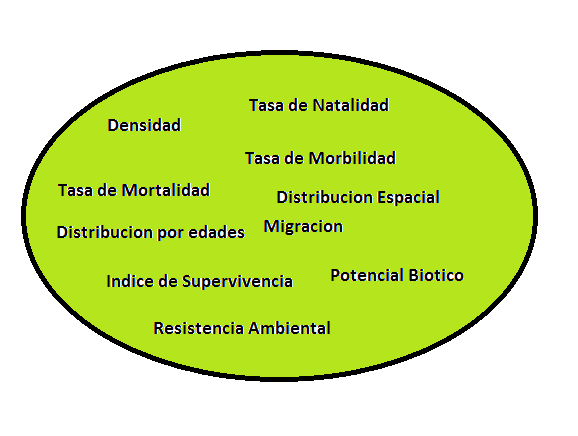 Tasa de Natalidad
Densidad
Tasa de Morbilidad
Tasa de Mortalidad
Distribucion Espacial
Distribucion por edades
Migracion
Indice de Supervivencia
Potencial Biotico
Resistencia Ambiental